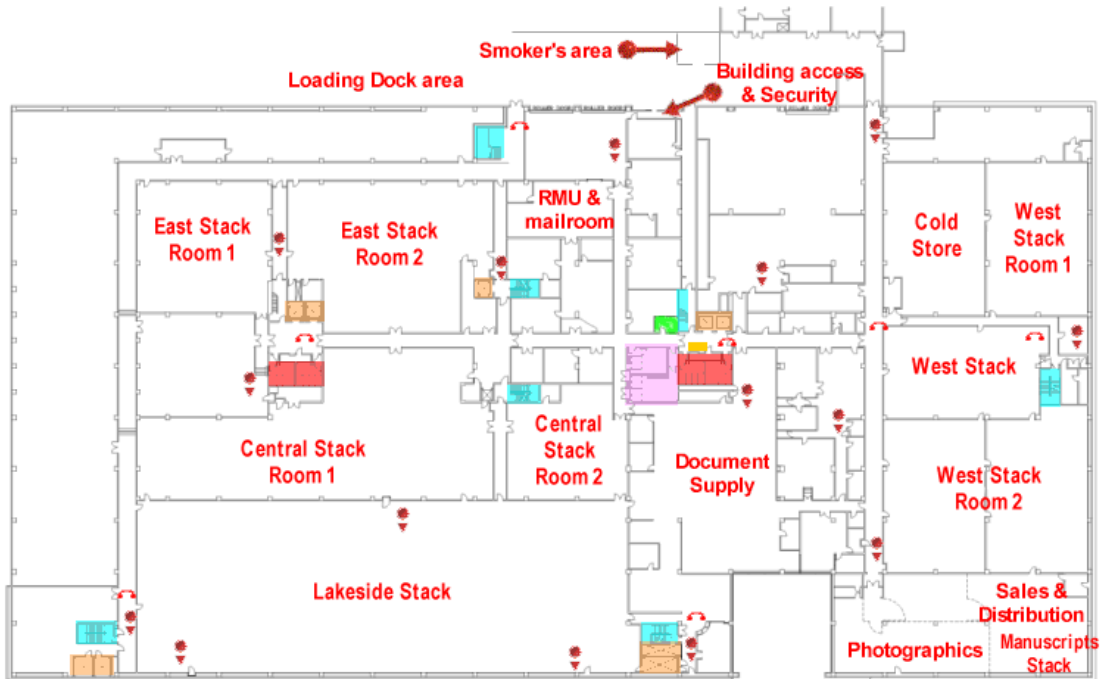 Smoker's area
Loading Dock area
Building access
& Security
RMU &
mailroom
East Stack
Room 1
East Stack
Room 2
Cold
Store
West
Stack
Room 1
West Stack
Central Stack
Room 1
Central
Stack
Room 2
Document
Supply
West Stack
Room 2
Lakeside Stack
Sales &
Distribution
Photographics
Manuscripts
Stack